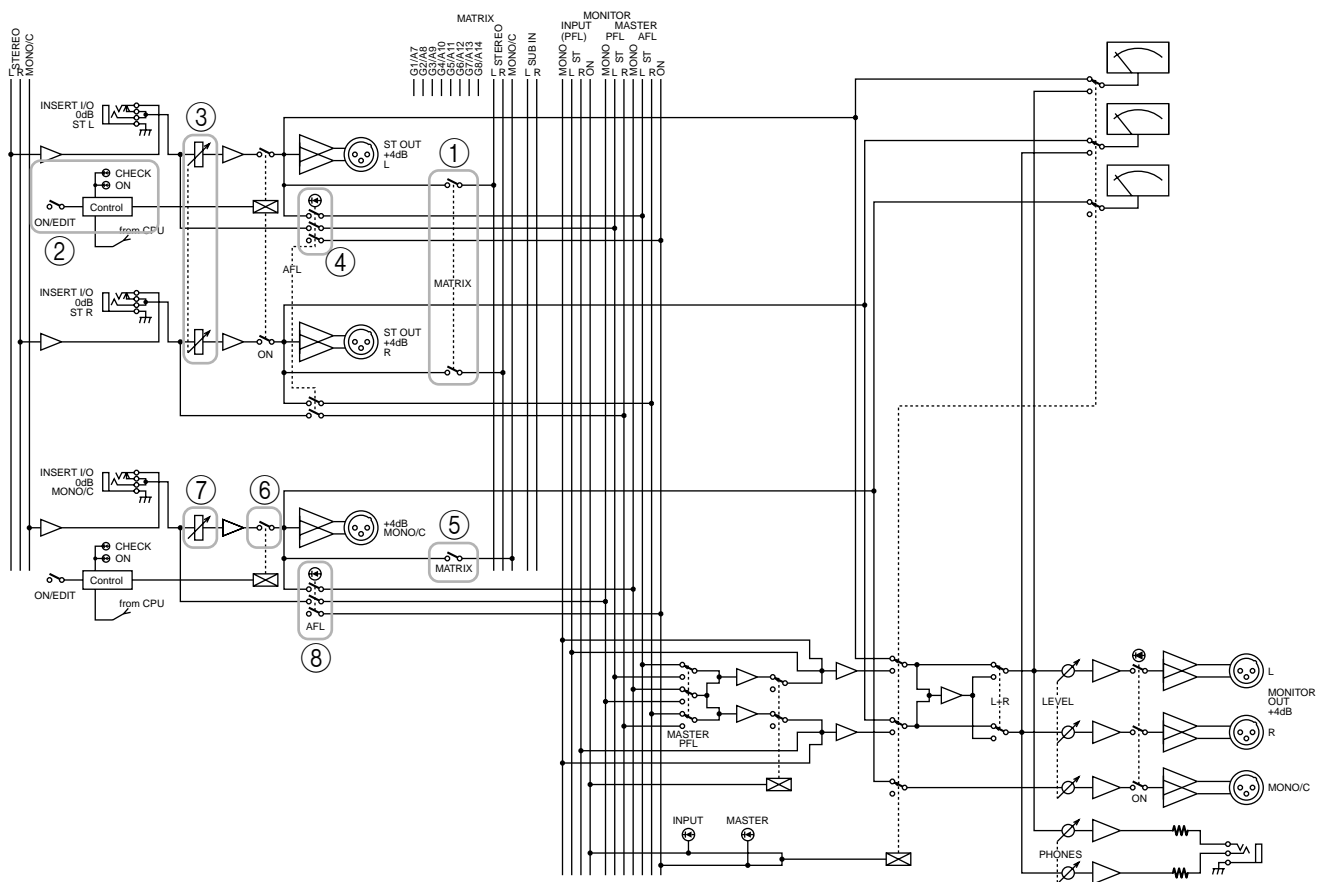 STEREO
L R
MONO/C
MATRIX
G1/A7
G2/A8
G3/A9
G4/A10
G5/A11
G6/A12
G7/A13
G8/A14
STEREO
L R
MONO/C
SUB IN
L R
MONITOR
INPUT
(PFL)
MONO
ST
L R
ON
MASTER
PFL
AFL
MONO
ST
L R
MONO
ST
L R
ON
INSERT I/O
0dB
ST L
③
ST OUT
+4dB
L
①
CHECK
ON
Control
ON/EDIT
from CPU
②
④
AFL
MATRIX
INSERT I/O
0dB
ST R
ON
ST OUT
+4dB
R
INSERT I/O
0dB
MONO/C
⑦
⑥
+4dB
MONO/C
⑤
MATRIX
CHECK
ON
Control
ON/EDIT
from CPU
AFL
⑧
MASTER
PFL
L+R
LEVEL
L
MONITOR
OUT
+4dB
R
ON
MONO/C
INPUT
MASTER
PHONES